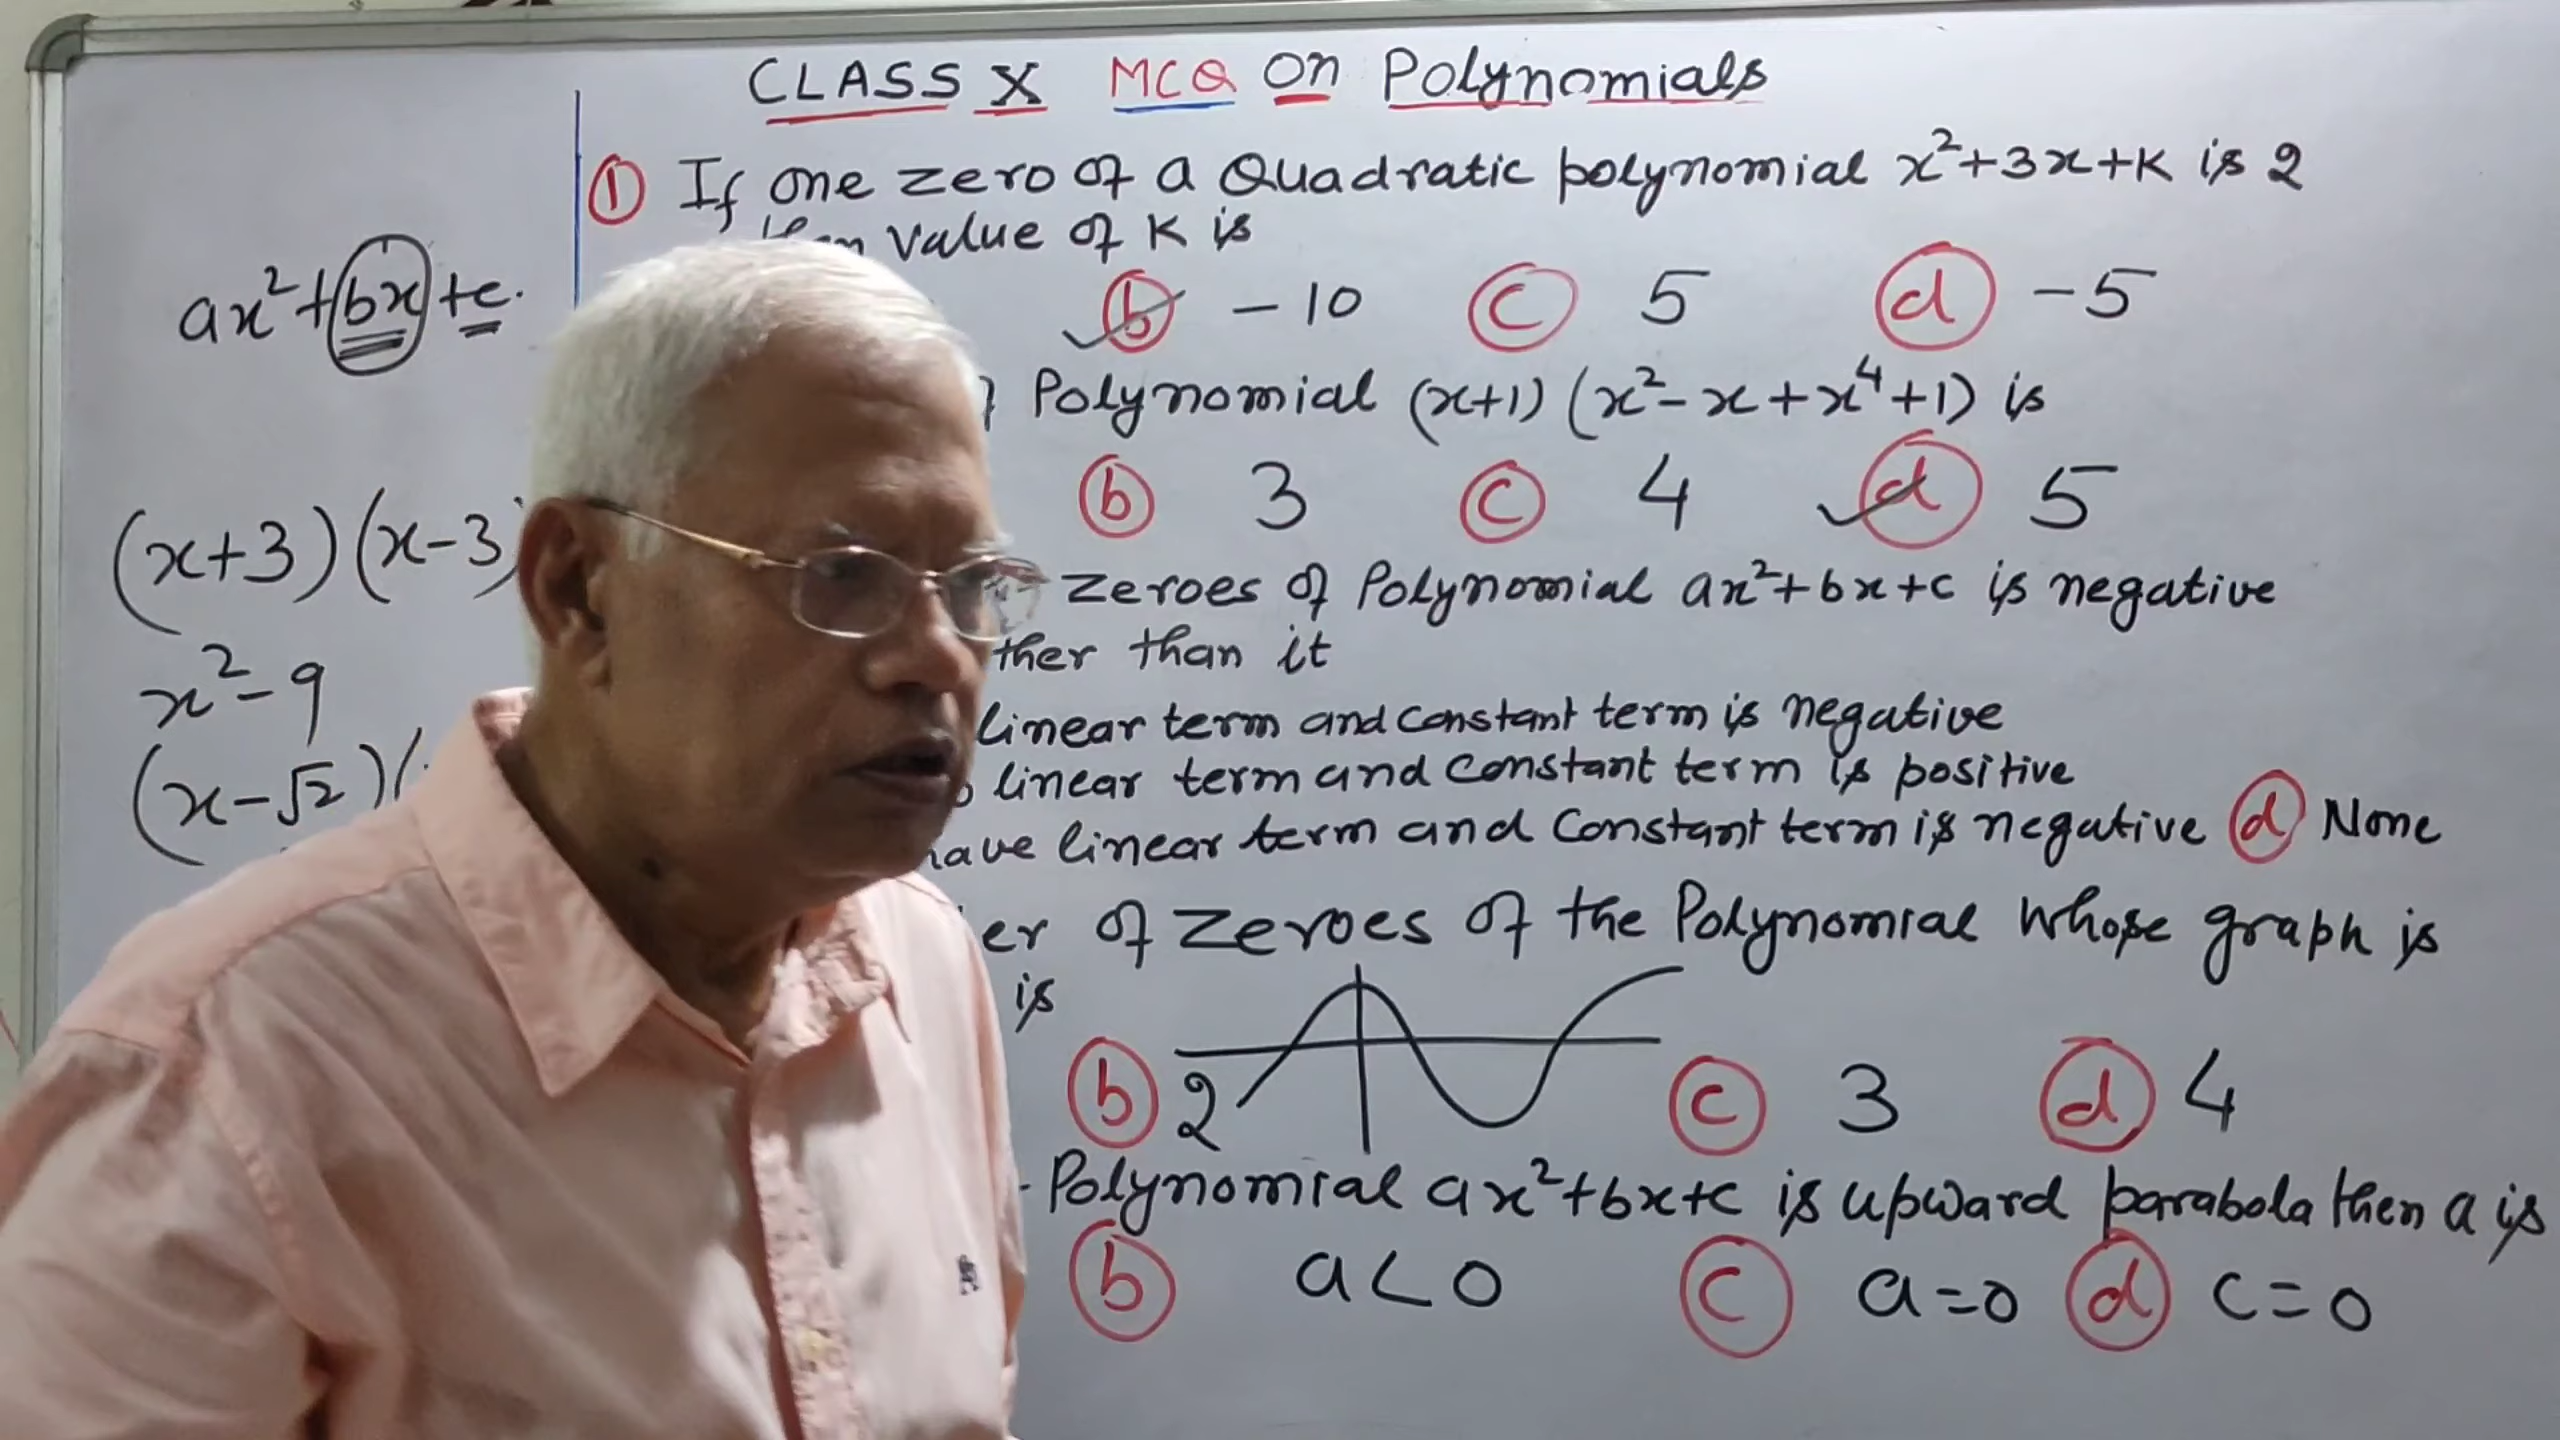 CLASS X MCQ on Polynomials
① If one zero of a Quadratic polynomial x²+3x+K is 2
value of K is
ⓑ -10 ⓒ 5 ⓓ -5
Polynomial (x+1) (x²-x+x⁴+1) is
ⓑ 3 ⓒ 4 ⓓ 5
zeroes of Polynomial ax²+bx+c is negative
than it
linear term and constant term is negative
linear term and constant term is positive
have linear term and constant term is negative ⓓ None
of zeroes of the Polynomial whose graph is
is
ⓑ 2 ⓒ 3 ⓓ 4
Polynomial ax²+bx+c is upward parabola then a is
ⓑ a<0 ⓒ a=0 ⓓ c=0
ax²+bx+c.
(x+3)(x-3)
x²-9
(x-√2)(